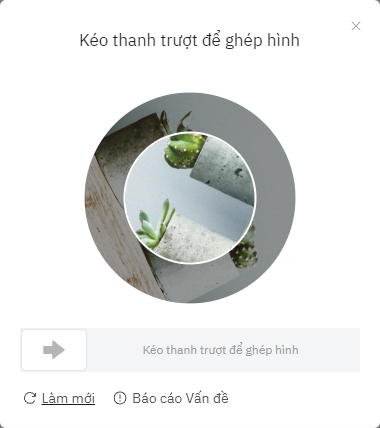 Kéo thanh trượt để ghép hình
Kéo thanh trượt để ghép hình
Làm mới
Báo cáo Vấn đề